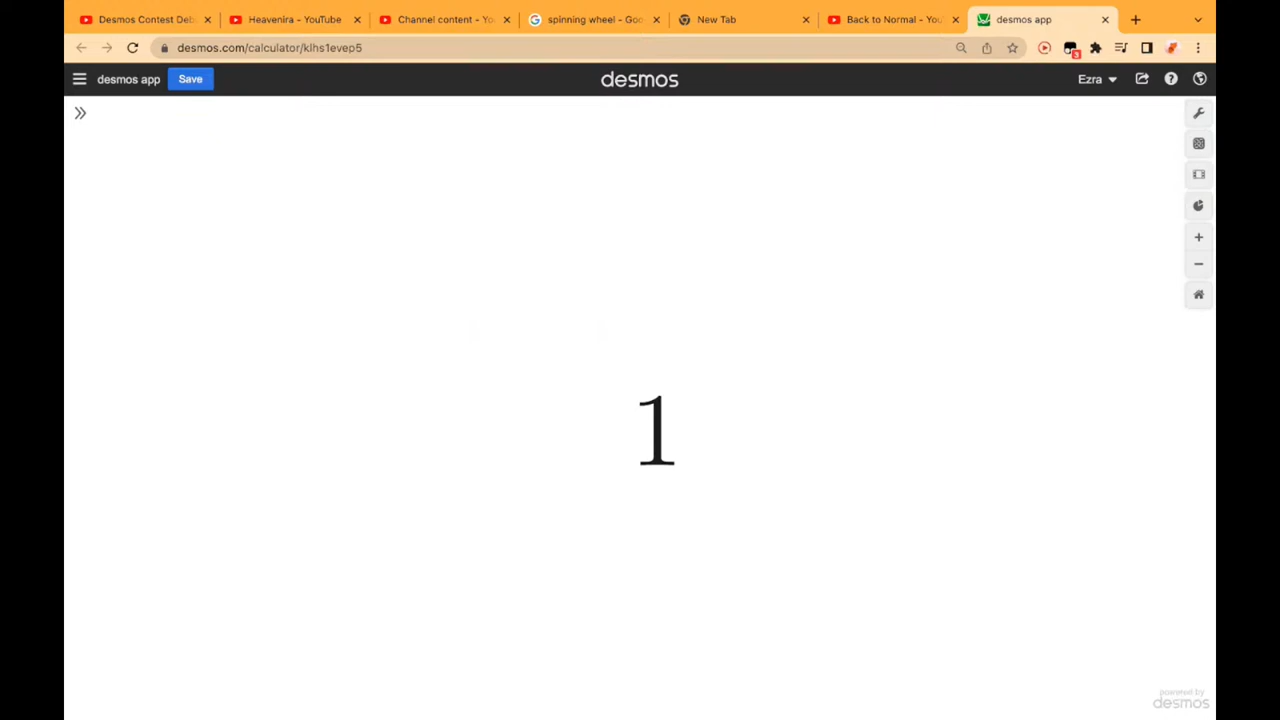 Desmos Contest Deb
Heavenira - YouTube
Channel content - Yo
spinning wheel - Goo
New Tab
Back to Normal - You
desmos app
desmos.com/calculator/klhs1evep5
3
desmos app
Save
desmos
Ezra
1
powered by
desmos